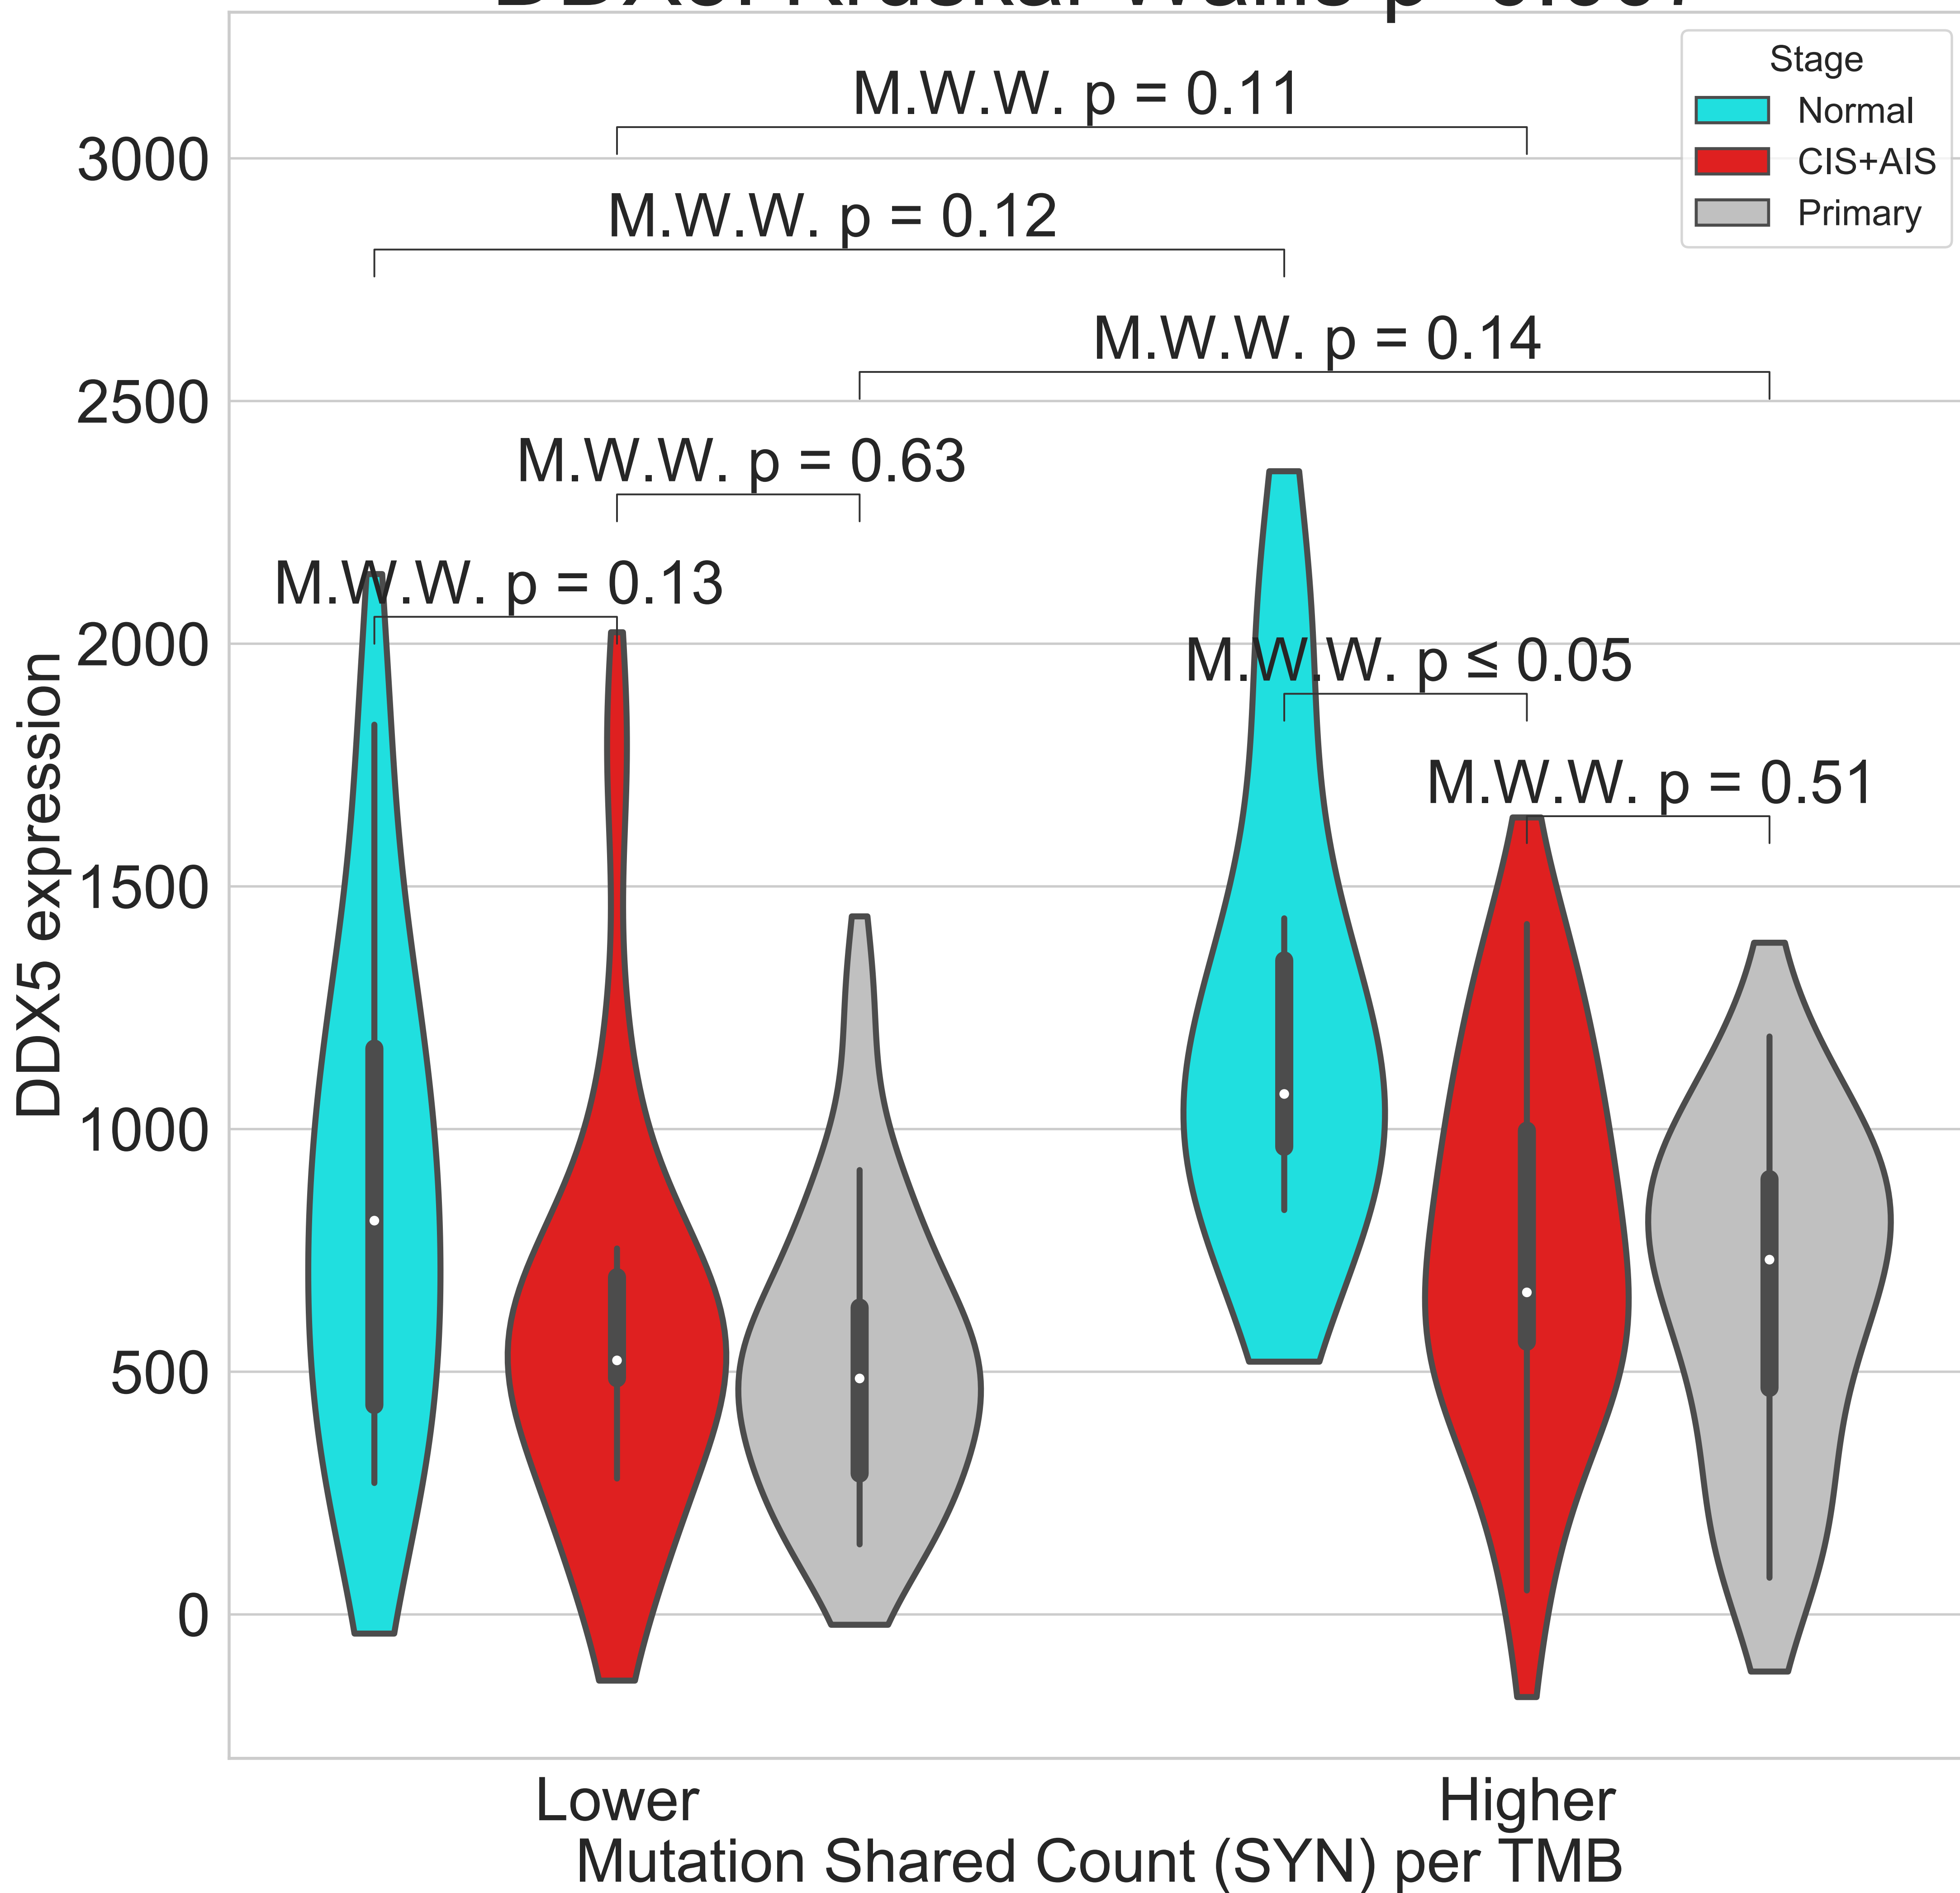 Stage
Normal
CIS+AIS
Primary
M.W.W. p = 0.11
M.W.W. p = 0.12
M.W.W. p = 0.14
M.W.W. p = 0.63
M.W.W. p = 0.13
M.W.W. p ≤ 0.05
M.W.W. p = 0.51
3000
2500
2000
1500
1000
500
0
DDX5 expression
Lower
Higher
Mutation Shared Count (SYN) per TMB